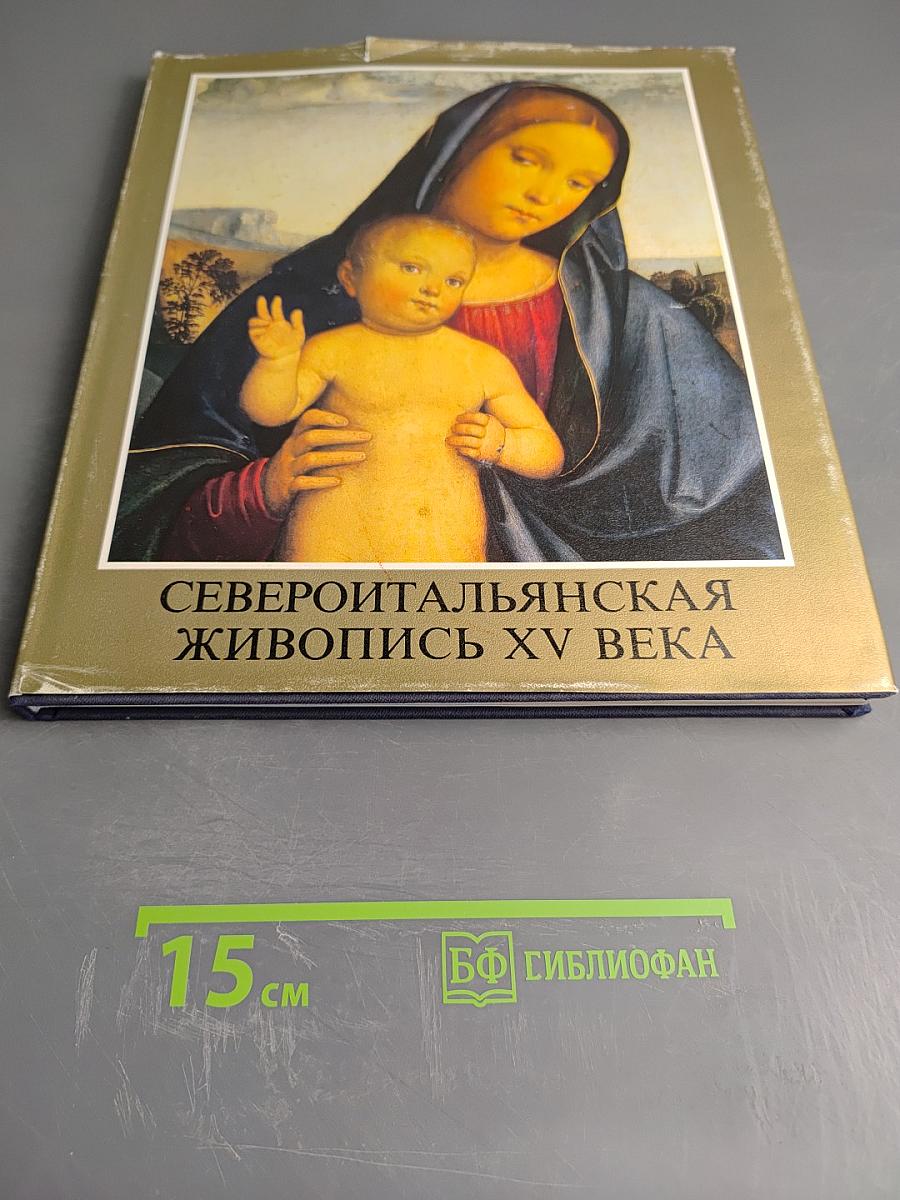 СЕВЕРОИТАЛЬЯНСКАЯ
ЖИВОПИСЬ XV ВЕКА
15 см
БФ БИБЛИОФАН